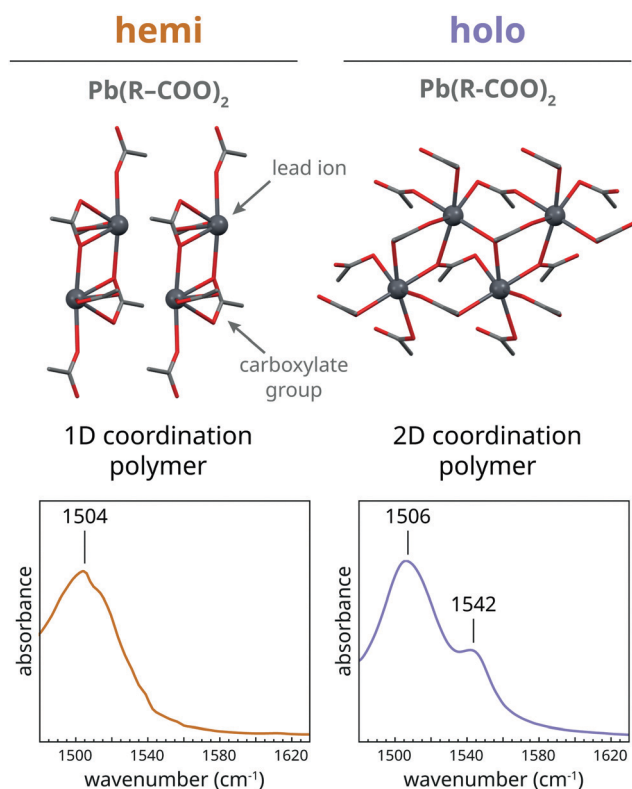 hemi
holo
Pb(R–COO)₂
Pb(R-COO)₂
lead ion
carboxylate
group
1D coordination
polymer
2D coordination
polymer
1504
absorbance
1500
1540
1580
1620
wavenumber (cm⁻¹)
1506
1542
absorbance
1500
1540
1580
1620
wavenumber (cm⁻¹)